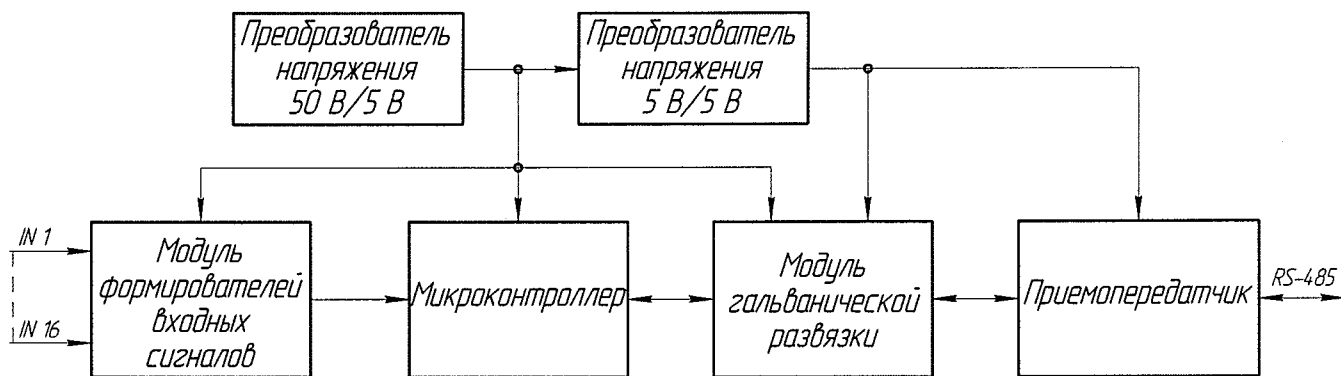 Преобразователь
напряжения
50 В/5 В
Преобразователь
напряжения
5 В/5 В
IN 1
IN 16
Модуль
формирователей
входных
сигналов
Микроконтроллер
Модуль
гальванической
развязки
Приемопередатчик
RS-485